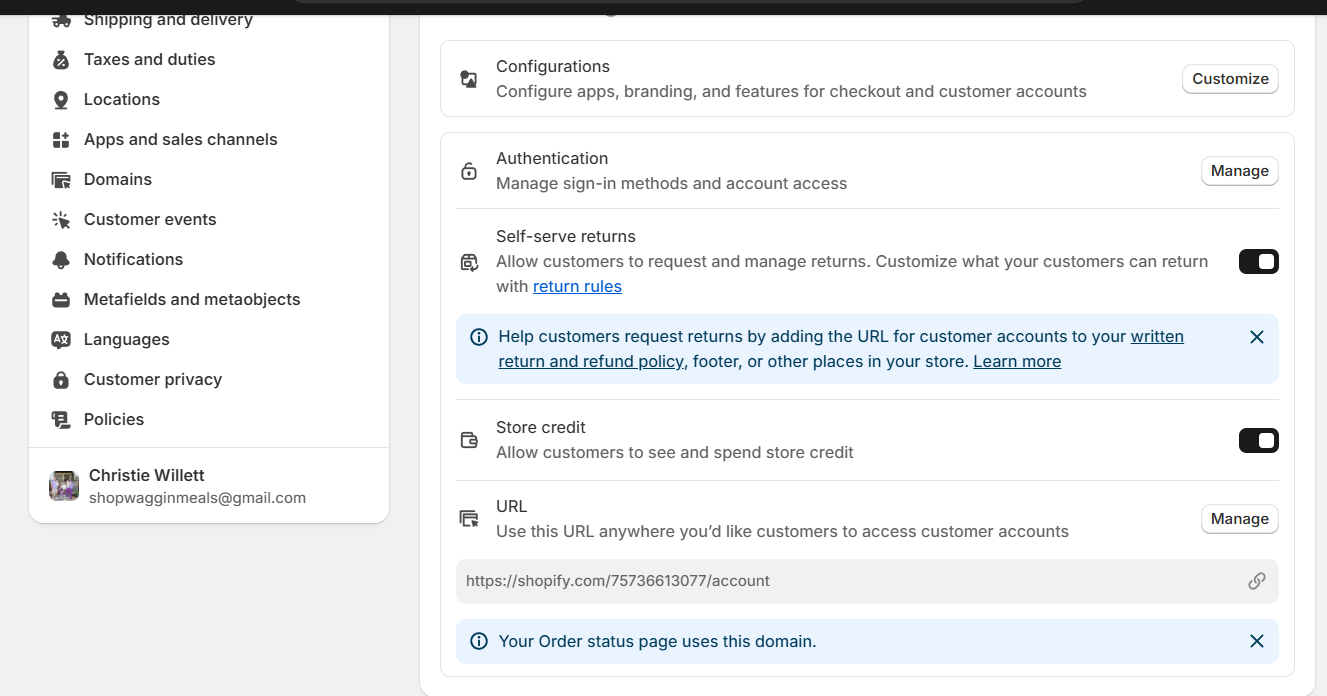 Shipping and delivery
Taxes and duties
Locations
Apps and sales channels
Domains
Customer events
Notifications
Metafields and metaobjects
Languages
Customer privacy
Policies
Christie Willett
shopwagginmeals@gmail.com
Configurations
Configure apps, branding, and features for checkout and customer accounts
Customize
Authentication
Manage sign-in methods and account access
Manage
Self-serve returns
Allow customers to request and manage returns. Customize what your customers can return
with return rules
Help customers request returns by adding the URL for customer accounts to your written
return and refund policy, footer, or other places in your store. Learn more
Store credit
Allow customers to see and spend store credit
URL
Use this URL anywhere you’d like customers to access customer accounts
Manage
https://shopify.com/75736613077/account
Your Order status page uses this domain.